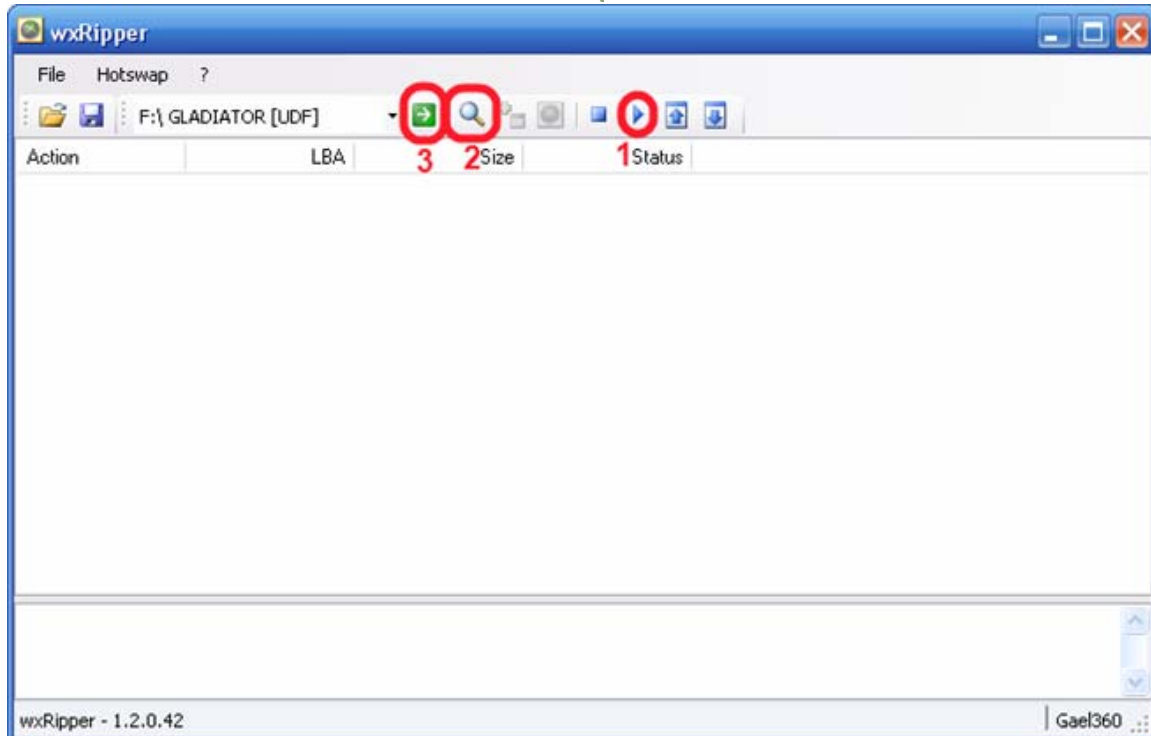 wxRipper
File Hotswap ?
F:\ GLADIATOR [UDF]
Action LBA 3 2 Size 1 Status
wxRipper - 1.2.0.42 Gael360